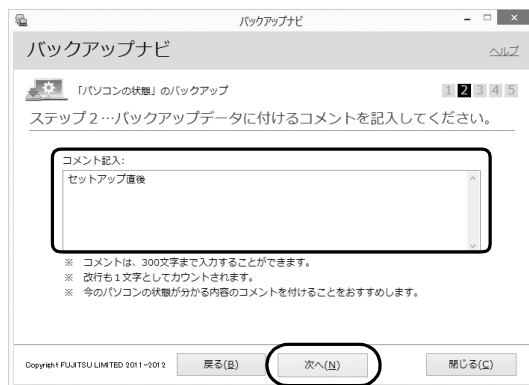 バックアップナビ
バックアップナビ
ヘルプ
「パソコンの状態」のバックアップ
1 2 3 4 5
ステップ2…バックアップデータに付けるコメントを記入してください。
コメント記入:
セットアップ直後
※ コメントは、300文字まで入力することができます。
※ 改行も1文字としてカウントされます。
※ 今のパソコンの状態が分かる内容のコメントを付けることをおすすめします。
Copyright FUJITSU LIMITED 2011-2012
戻る(B)
次へ(N)
閉じる(C)